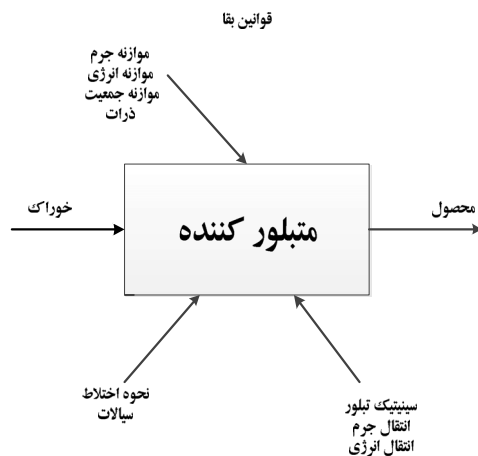 قوانین بقا
موازنه جرم
موازنه انرژی
موازنه جمعیت
ذرات
خوراک
محصول
متبلور کننده
نحوه اختلاط
سیالات
سینیتیک تبلور
انتقال جرم
انتقال انرژی